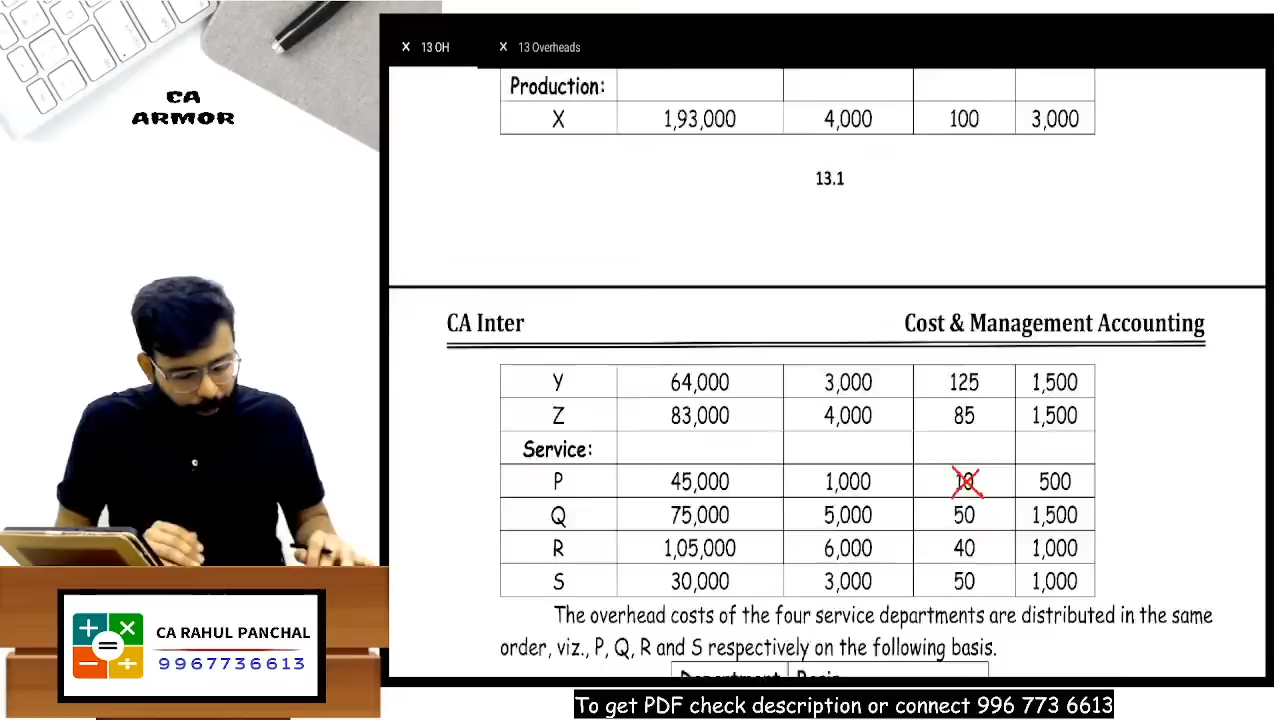 CA
ARMOR
× 13 OH × 13 Overheads
Production:
X 1,93,000 4,000 100 3,000
13.1
CA Inter Cost & Management Accounting
Y 64,000 3,000 125 1,500
Z 83,000 4,000 85 1,500
Service:
P 45,000 1,000 10 500
Q 75,000 5,000 50 1,500
R 1,05,000 6,000 40 1,000
S 30,000 3,000 50 1,000
The overhead costs of the four service departments are distributed in the same
order, viz., P, Q, R and S respectively on the following basis.
Department Basis
CA RAHUL PANCHAL
9967736613
To get PDF check description or connect 996 773 6613